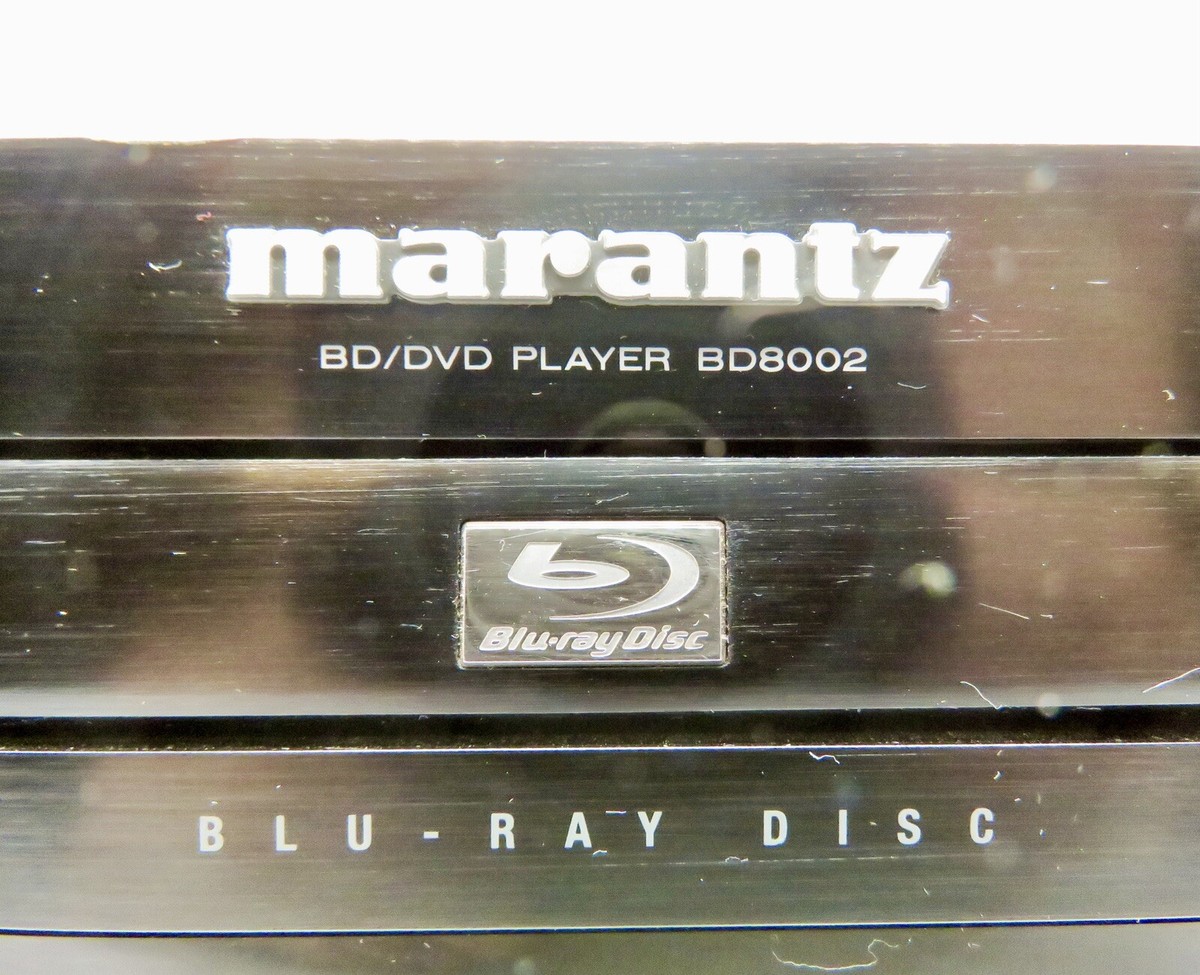 marantz
BD/DVD PLAYER BD8002
Blu-ray Disc
BLU-RAY DISC